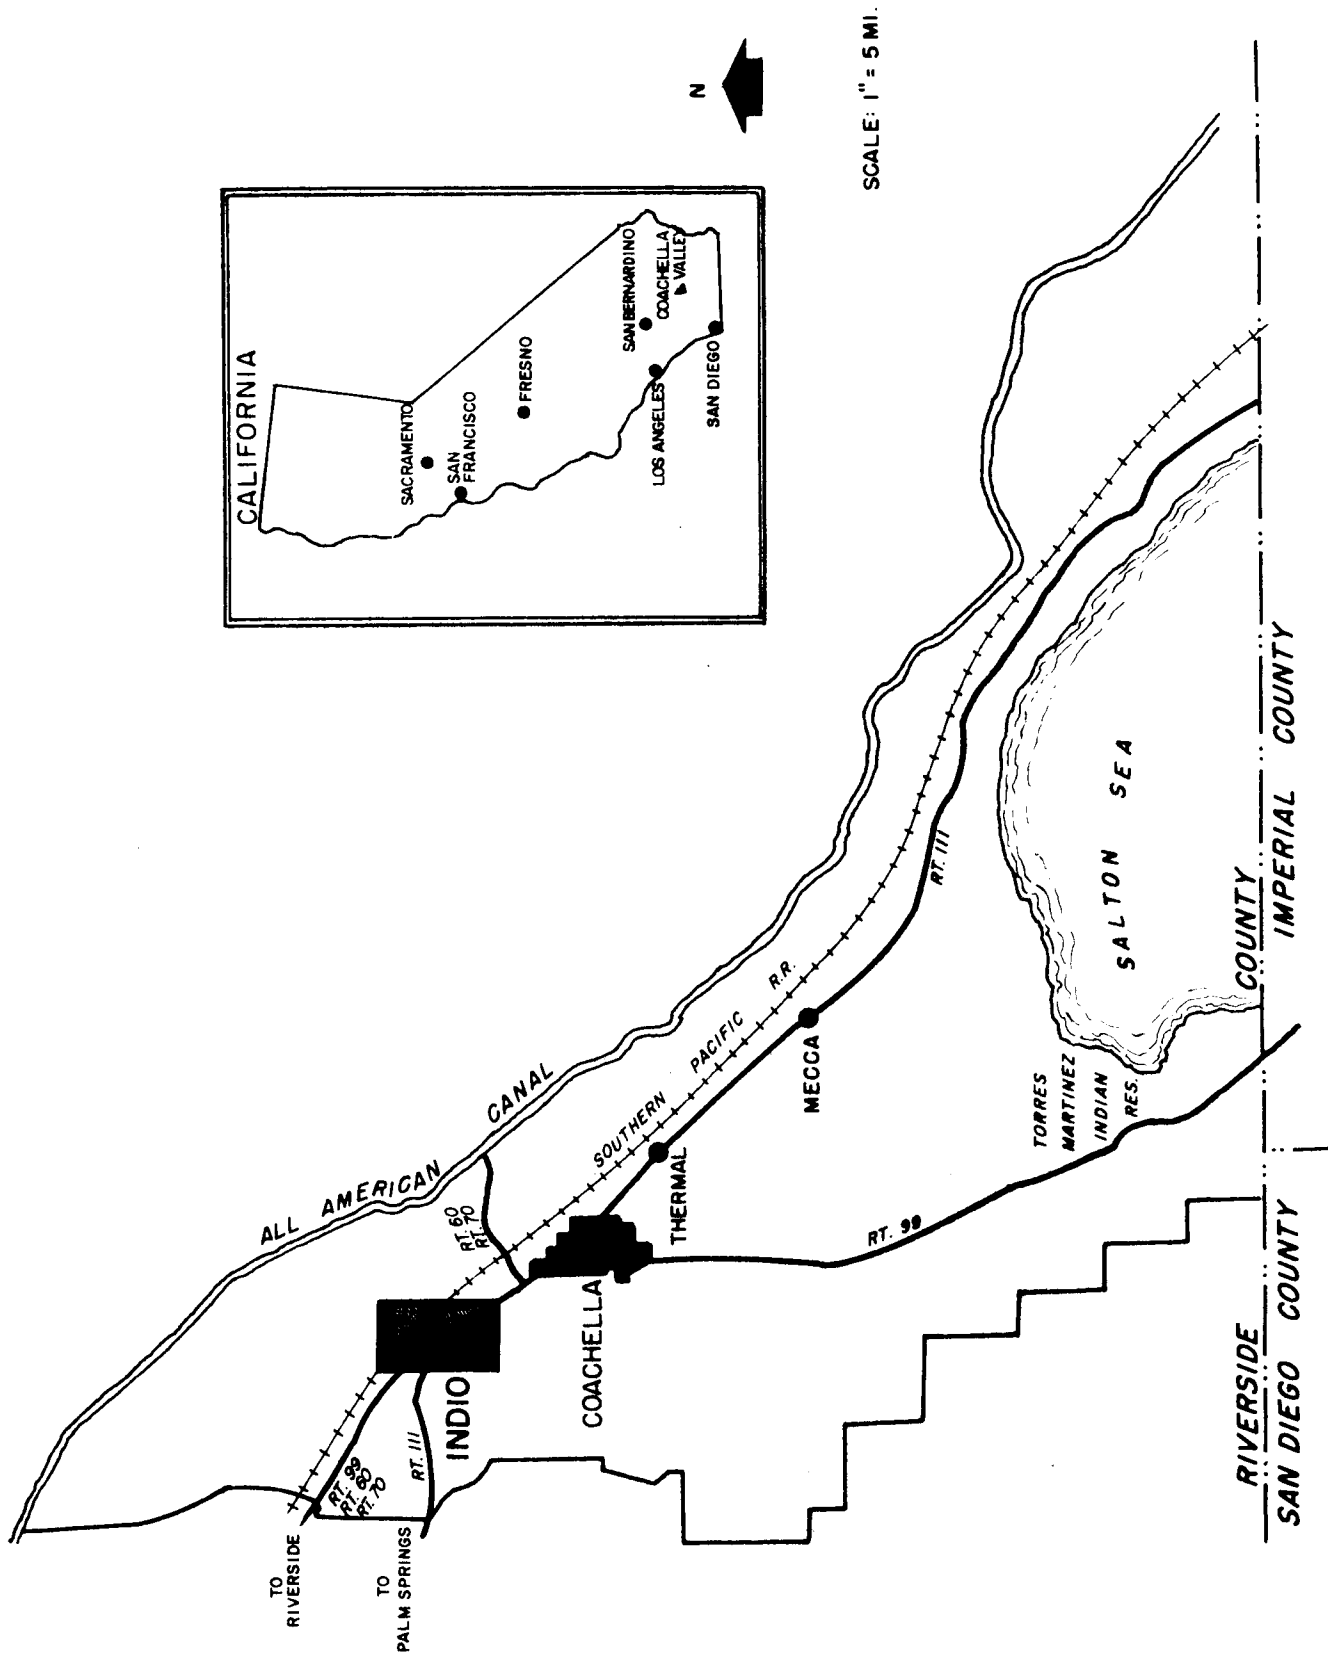 CALIFORNIA
SACRAMENTO
SAN
FRANCISCO
FRESNO
SAN BERNARDINO
COACHELLA
VALLEY
LOS ANGELES
SAN DIEGO
N
SCALE: 1" = 5 MI.
ALL AMERICAN CANAL
TO
RIVERSIDE
RT. 99
RT. 60
RT. 70
TO
PALM SPRINGS
RT. 111
INDIO
RT. 60
RT. 70
COACHELLA
SOUTHERN PACIFIC R.R.
THERMAL
MECCA
RT. 111
RT. 99
TORRES
MARTINEZ
INDIAN
RES.
SALTON SEA
RIVERSIDE COUNTY
SAN DIEGO COUNTY
IMPERIAL COUNTY